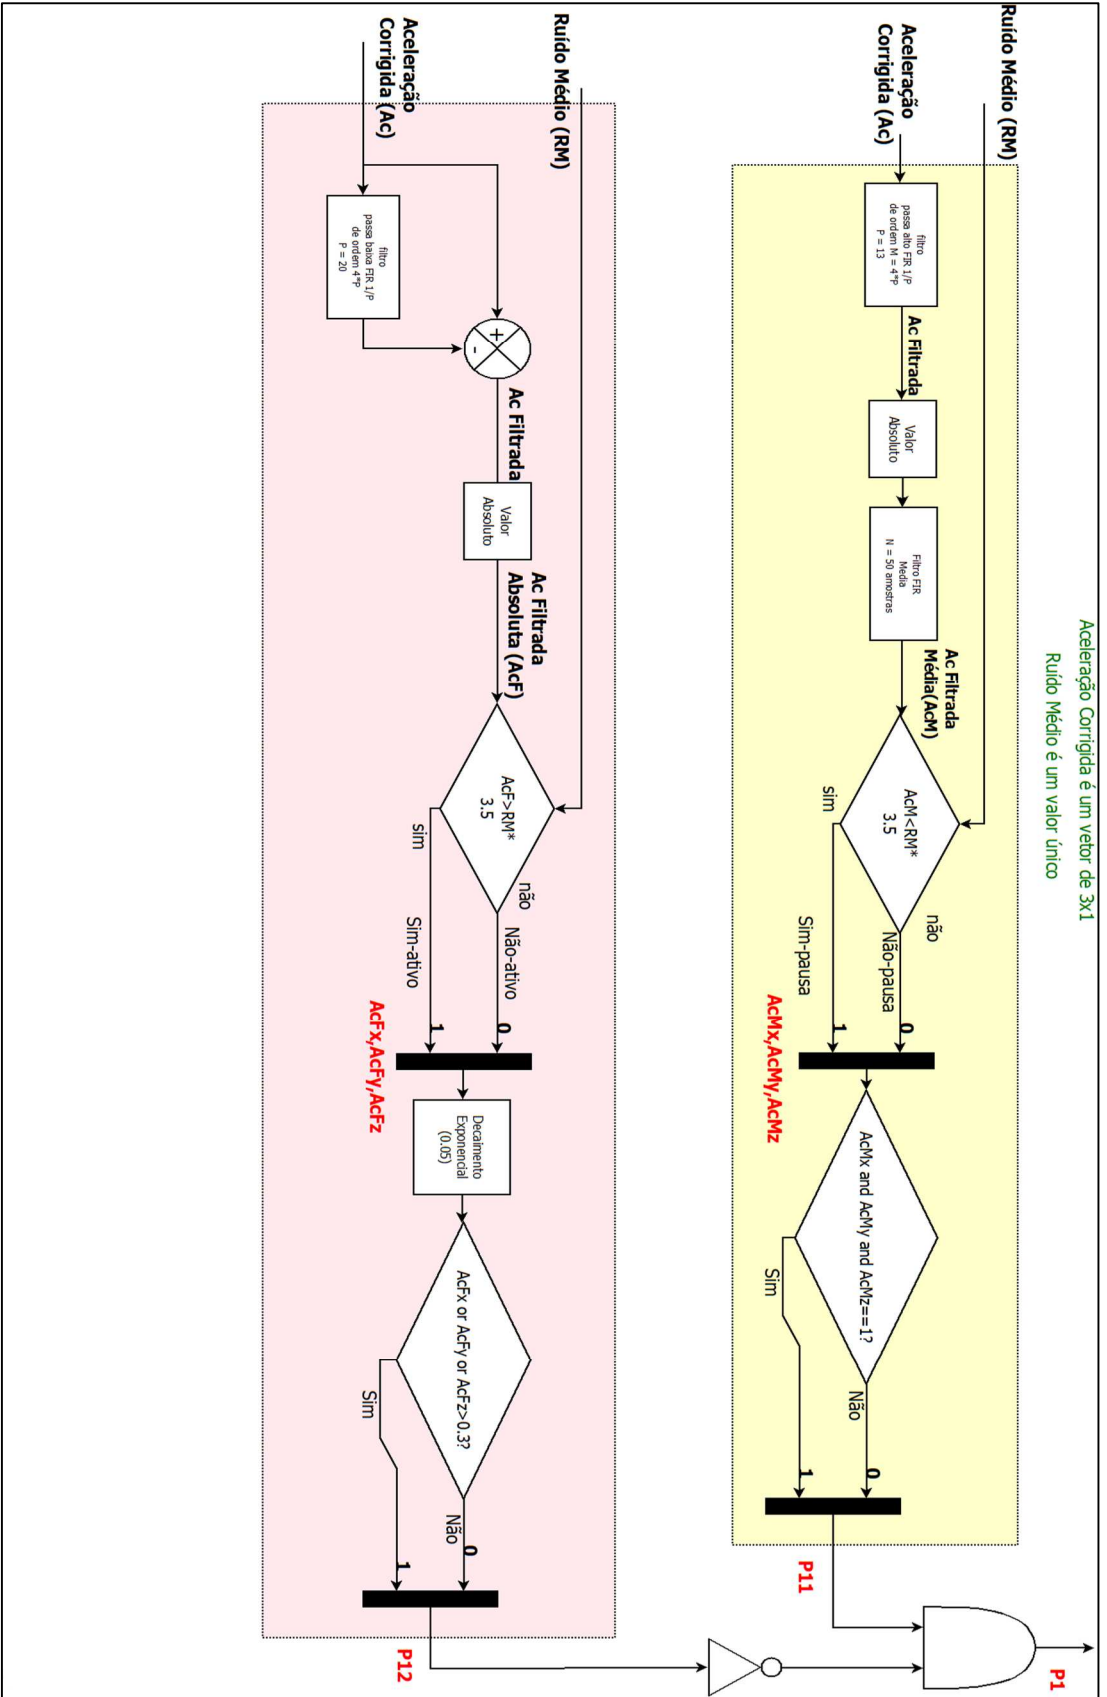 Aceleração Corrigida é um vetor de 3x1
Ruído Médio é um valor único
Ruído Médio (RM)
Aceleração
Corrigida (Ac)
filtro
passa alto FIR 1/P
de ordem M = 4*P
P = 13
Ac Filtrada
Valor
Absoluto
Filtro FIR
Media
N = 50 amostras
Ac Filtrada
Média(AcM)
AcM<RM*
3.5
não
sim
Não-pausa
Sim-pausa
0
1
AcMx,AcMy,AcMz
AcMx and AcMy and AcMz==1?
Não
Sim
0
1
P11
P1
Ruído Médio (RM)
Aceleração
Corrigida (Ac)
filtro
passa baixa FIR 1/P
de ordem 4*P
P = 20
+
-
Ac Filtrada
Valor
Absoluto
Ac Filtrada
Absoluta (AcF)
AcF>RM*
3.5
não
sim
Não-ativo
Sim-ativo
0
1
AcFx,AcFy,AcFz
Decaimento
Exponencial
(0.05)
AcFx or AcFy or AcFz>0.3?
Não
Sim
0
1
P12